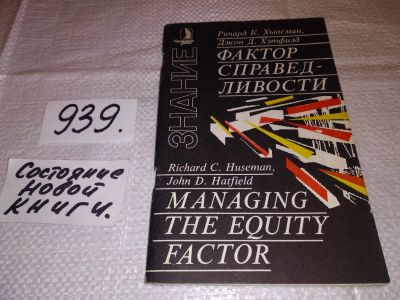 939.
Состояние
новой
книги.
ЗНАНИЕ
Ричард К. Хьюсман,
Джон Д. Хэтфилд
ФАКТОР
СПРАВЕД-
ЛИВОСТИ
Richard C. Huseman,
John D. Hatfield
MANAGING
THE EQUITY
FACTOR